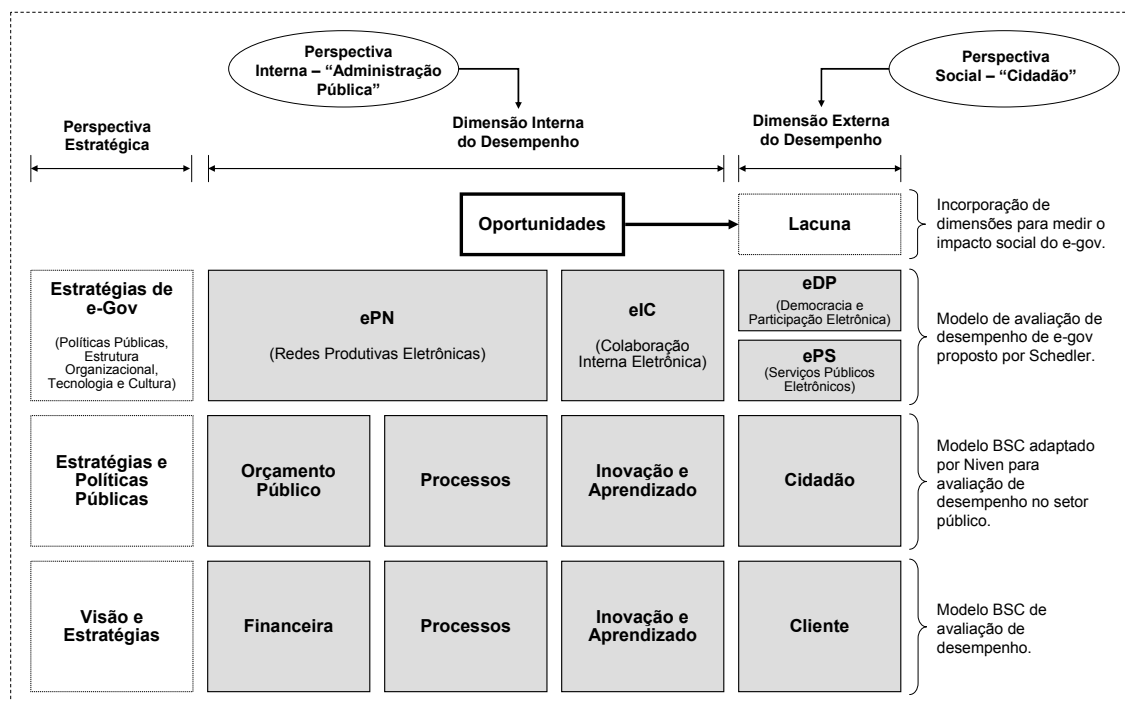 Perspectiva
Interna – “Administração
Pública”
Perspectiva
Social – “Cidadão”
Perspectiva
Estratégica
Dimensão Interna
do Desempenho
Dimensão Externa
do Desempenho
Oportunidades
Lacuna
Incorporação de
dimensões para medir o
impacto social do e-gov.
Estratégias de
e-Gov
(Políticas Públicas,
Estrutura
Organizacional,
Tecnologia e Cultura)
ePN
(Redes Produtivas Eletrônicas)
eIC
(Colaboração
Interna Eletrônica)
eDP
(Democracia e
Participação Eletrônica)
ePS
(Serviços Públicos
Eletrônicos)
Modelo de avaliação de
desempenho de e-gov
proposto por Schedler.
Estratégias e
Políticas
Públicas
Orçamento
Público
Processos
Inovação e
Aprendizado
Cidadão
Modelo BSC adaptado
por Niven para
avaliação de
desempenho no setor
público.
Visão e
Estratégias
Financeira
Processos
Inovação e
Aprendizado
Cliente
Modelo BSC de
avaliação de
desempenho.